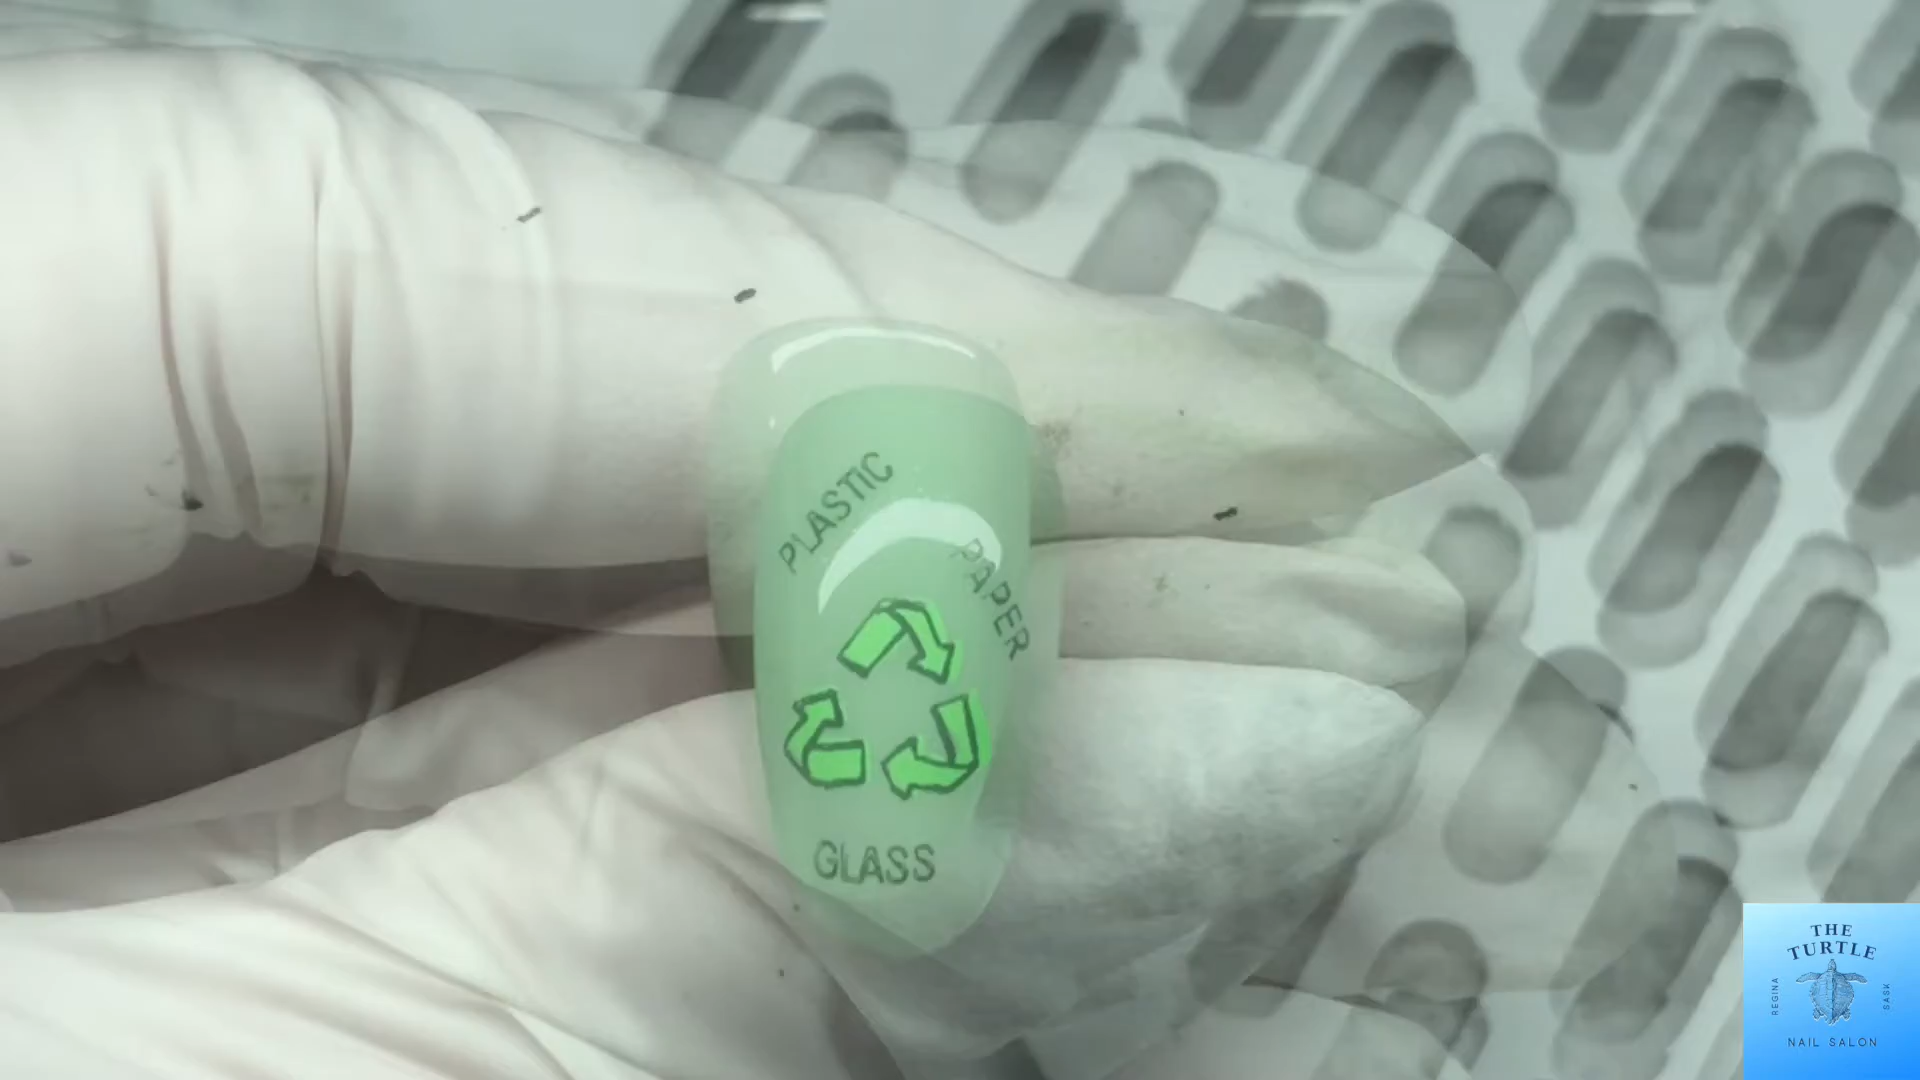 PLASTIC
PAPER
GLASS
THE
TURTLE
REGINA
SASK
NAIL SALON